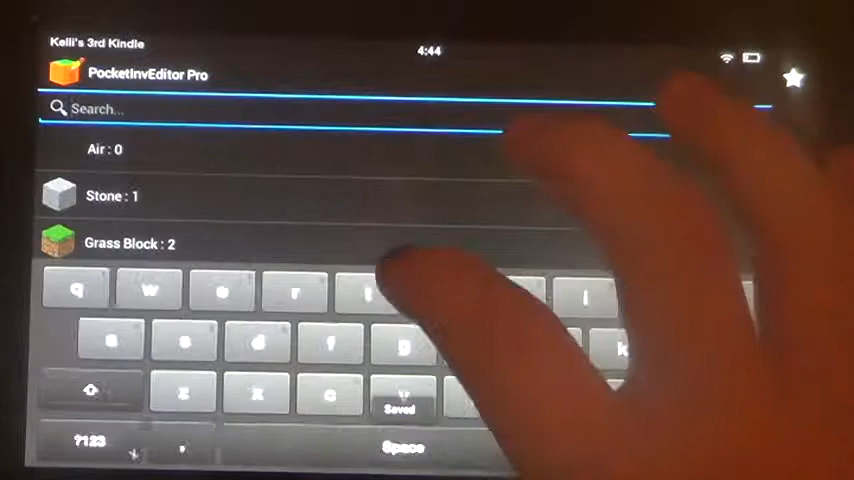 Kelli's 3rd Kindle
4:44
PocketInvEditor Pro
Search...
Air : 0
Stone : 1
Grass Block : 2
q w e r t
a s d f g k
z x c v
Saved
?123 , Space